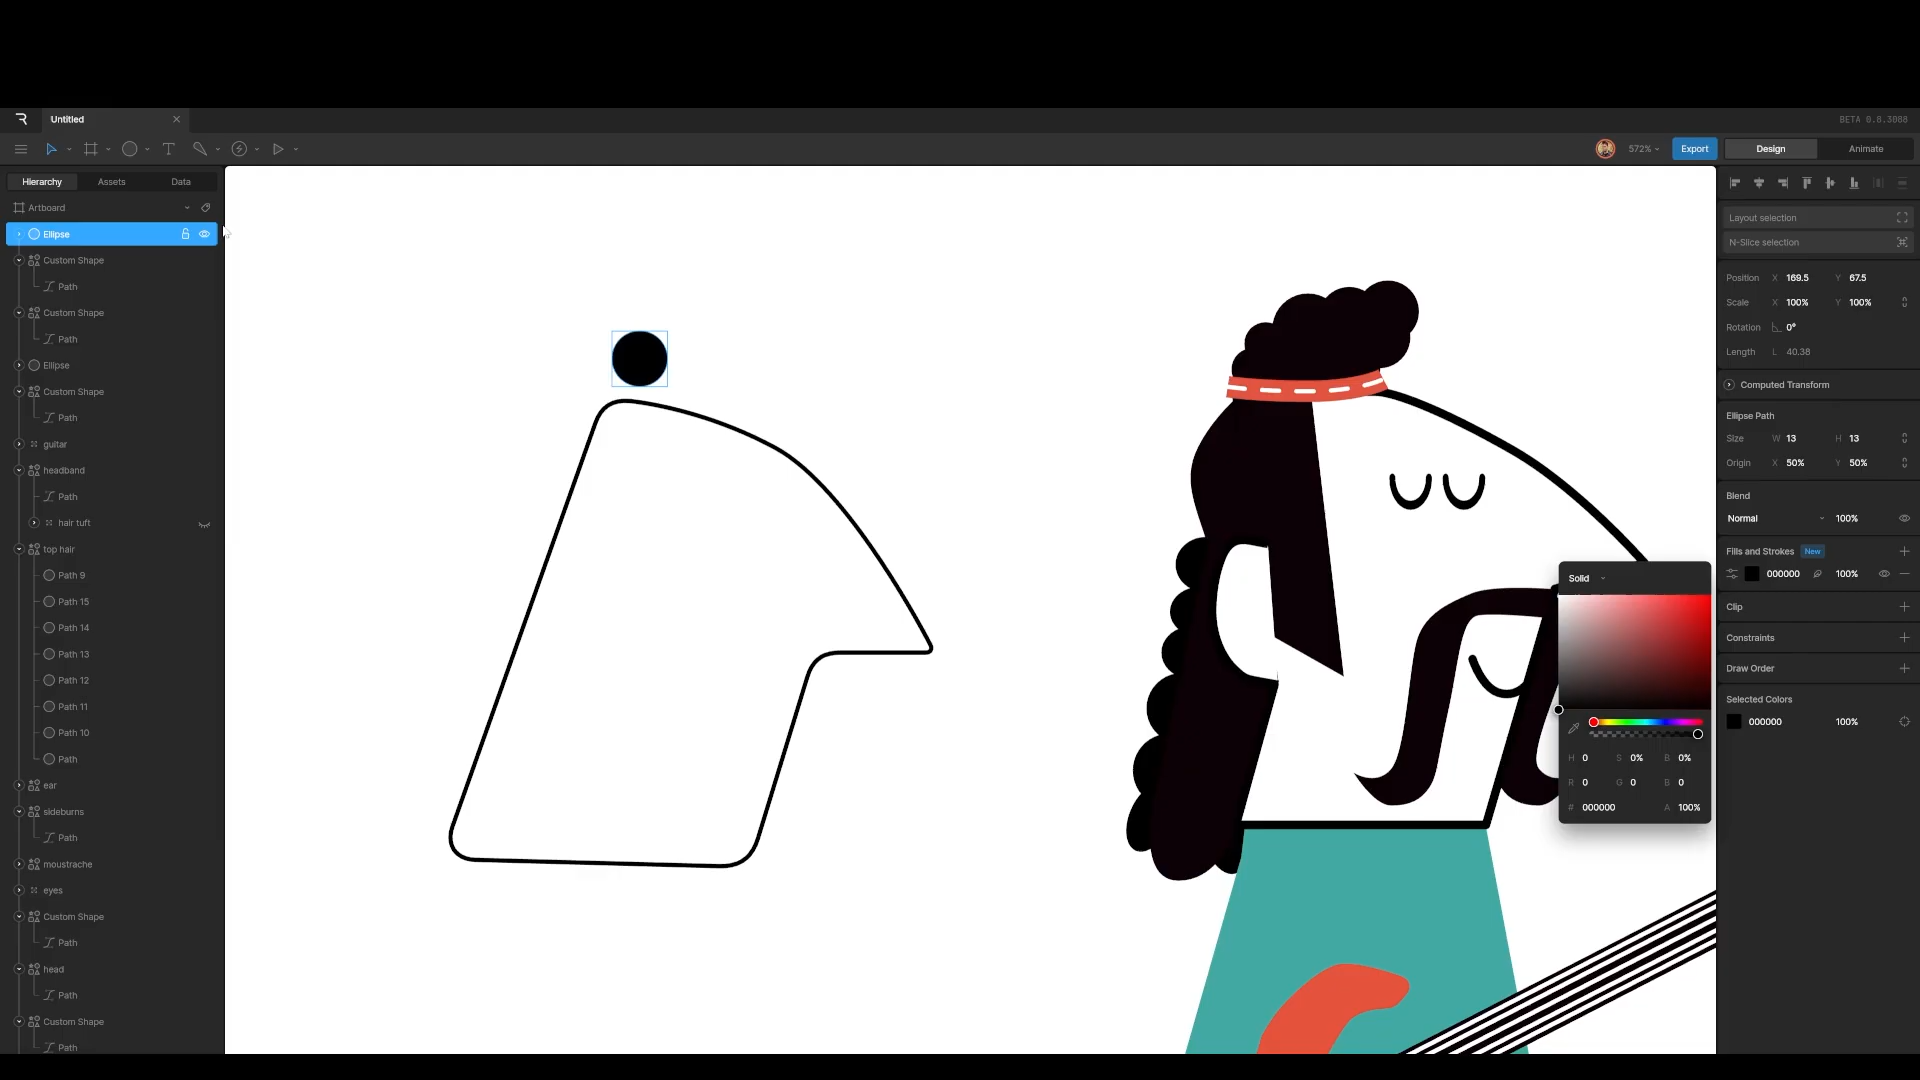 Untitled
BETA 0.8.3088
572%
Export
Design
Animate
Hierarchy
Assets
Data
Artboard
Ellipse
Custom Shape
Path
Custom Shape
Path
Ellipse
Custom Shape
Path
guitar
headband
Path
hair tuft
top hair
Path 9
Path 15
Path 14
Path 13
Path 12
Path 11
Path 10
Path
ear
sideburns
Path
moustrache
eyes
Custom Shape
Path
head
Path
Custom Shape
Path
Layout selection
N-Slice selection
Position X 169.5 Y 67.5
Scale X 100% Y 100%
Rotation 0°
Length L 40.38
Computed Transform
Ellipse Path
Size W 13 H 13
Origin X 50% Y 50%
Blend
Normal 100%
Fills and Strokes New
000000 100%
Clip
Constraints
Draw Order
Selected Colors
000000 100%
Solid
H 0 S 0% B 0%
R 0 G 0 B 0
# 000000 A 100%